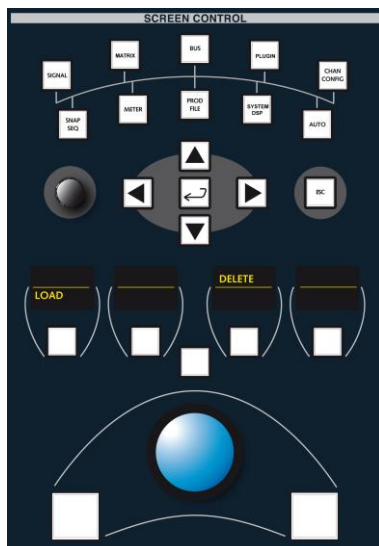 SCREEN CONTROL
BUS
MATRIX
PLUGIN
SIGNAL
CHAN
CONFIG
SNAP
SEQ
METER
PROD
FILE
SYSTEM
DSP
AUTO
ESC
DELETE
LOAD